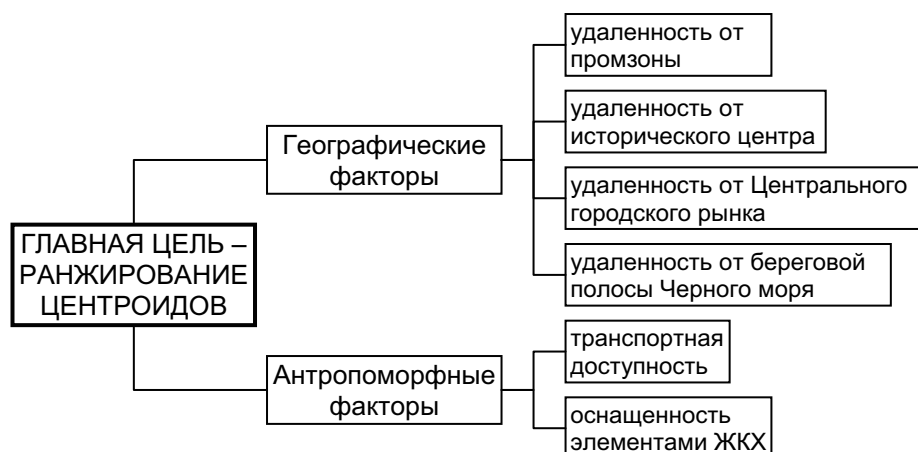 ГЛАВНАЯ ЦЕЛЬ –
РАНЖИРОВАНИЕ
ЦЕНТРОИДОВ
Географические
факторы
удаленность от
промзоны
удаленность от
исторического центра
удаленность от Центрального
городского рынка
удаленность от береговой
полосы Черного моря
Антропоморфные
факторы
транспортная
доступность
оснащенность
элементами ЖКХ